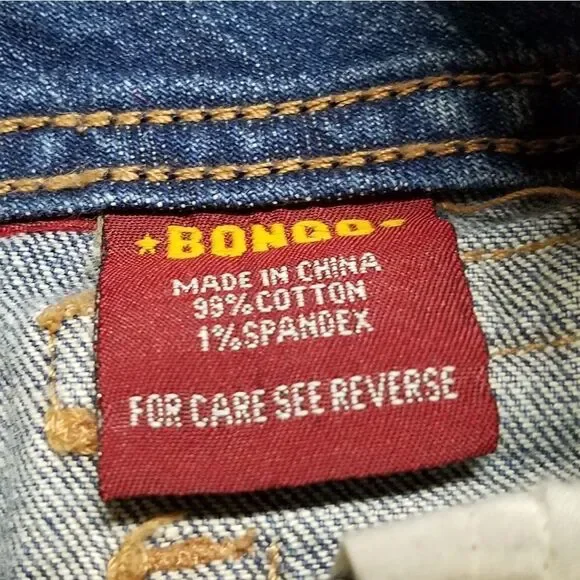 ★BONGO
MADE IN CHINA
99% COTTON
1% SPANDEX
FOR CARE SEE REVERSE